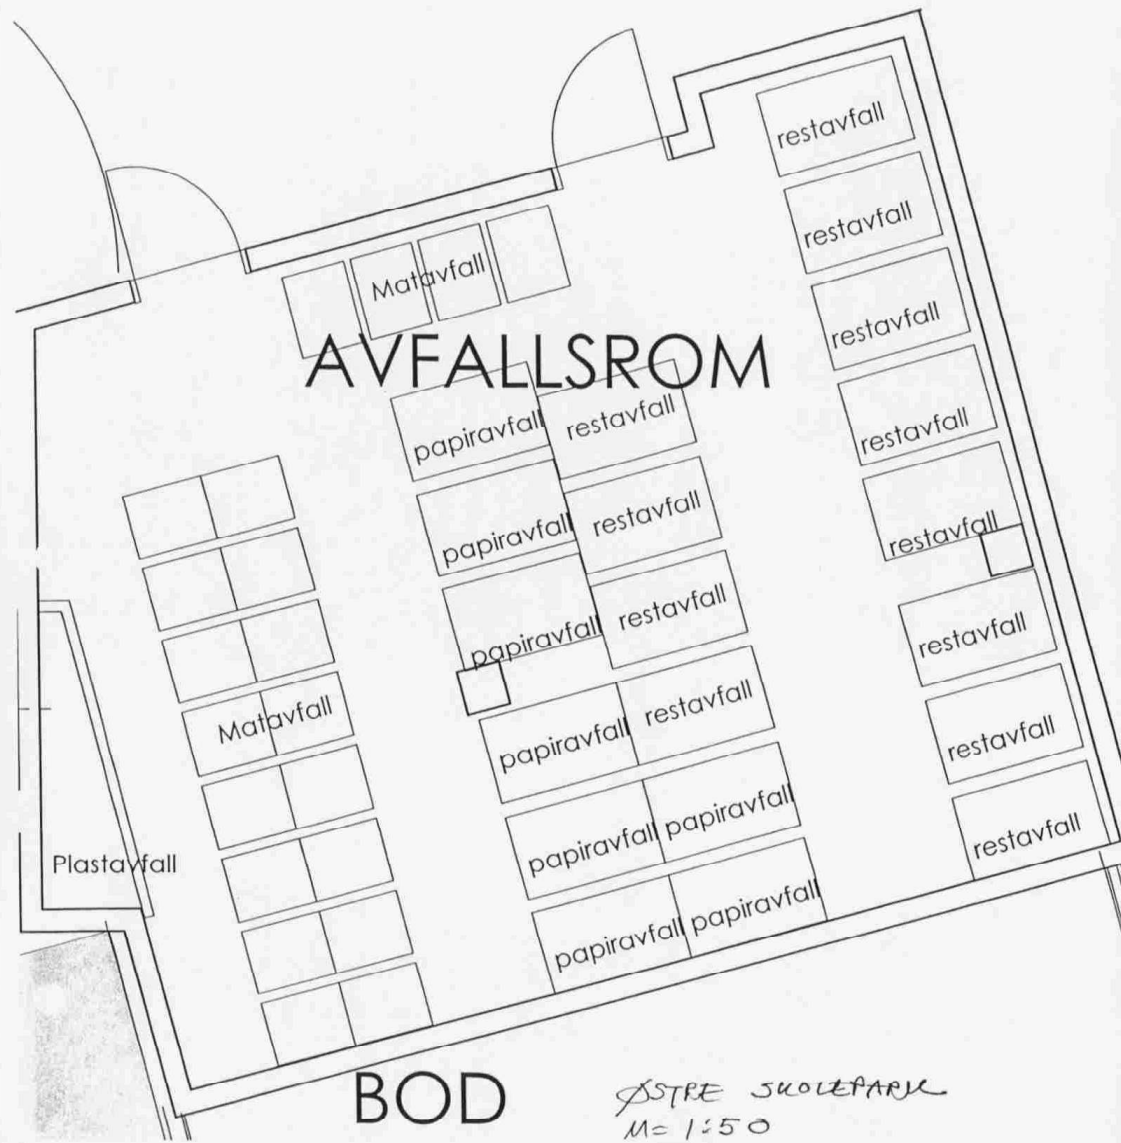 restavfall
restavfall
Matavfall
restavfall
AVFALLSROM
papiravfall restavfall
restavfall
papiravfall restavfall
restavfall
papiravfall restavfall
restavfall
Matavfall
papiravfall restavfall
restavfall
Plastavfall
papiravfall papiravfall
restavfall
papiravfall papiravfall
BOD
ØSTRE SKOLEPARK
M= 1:50